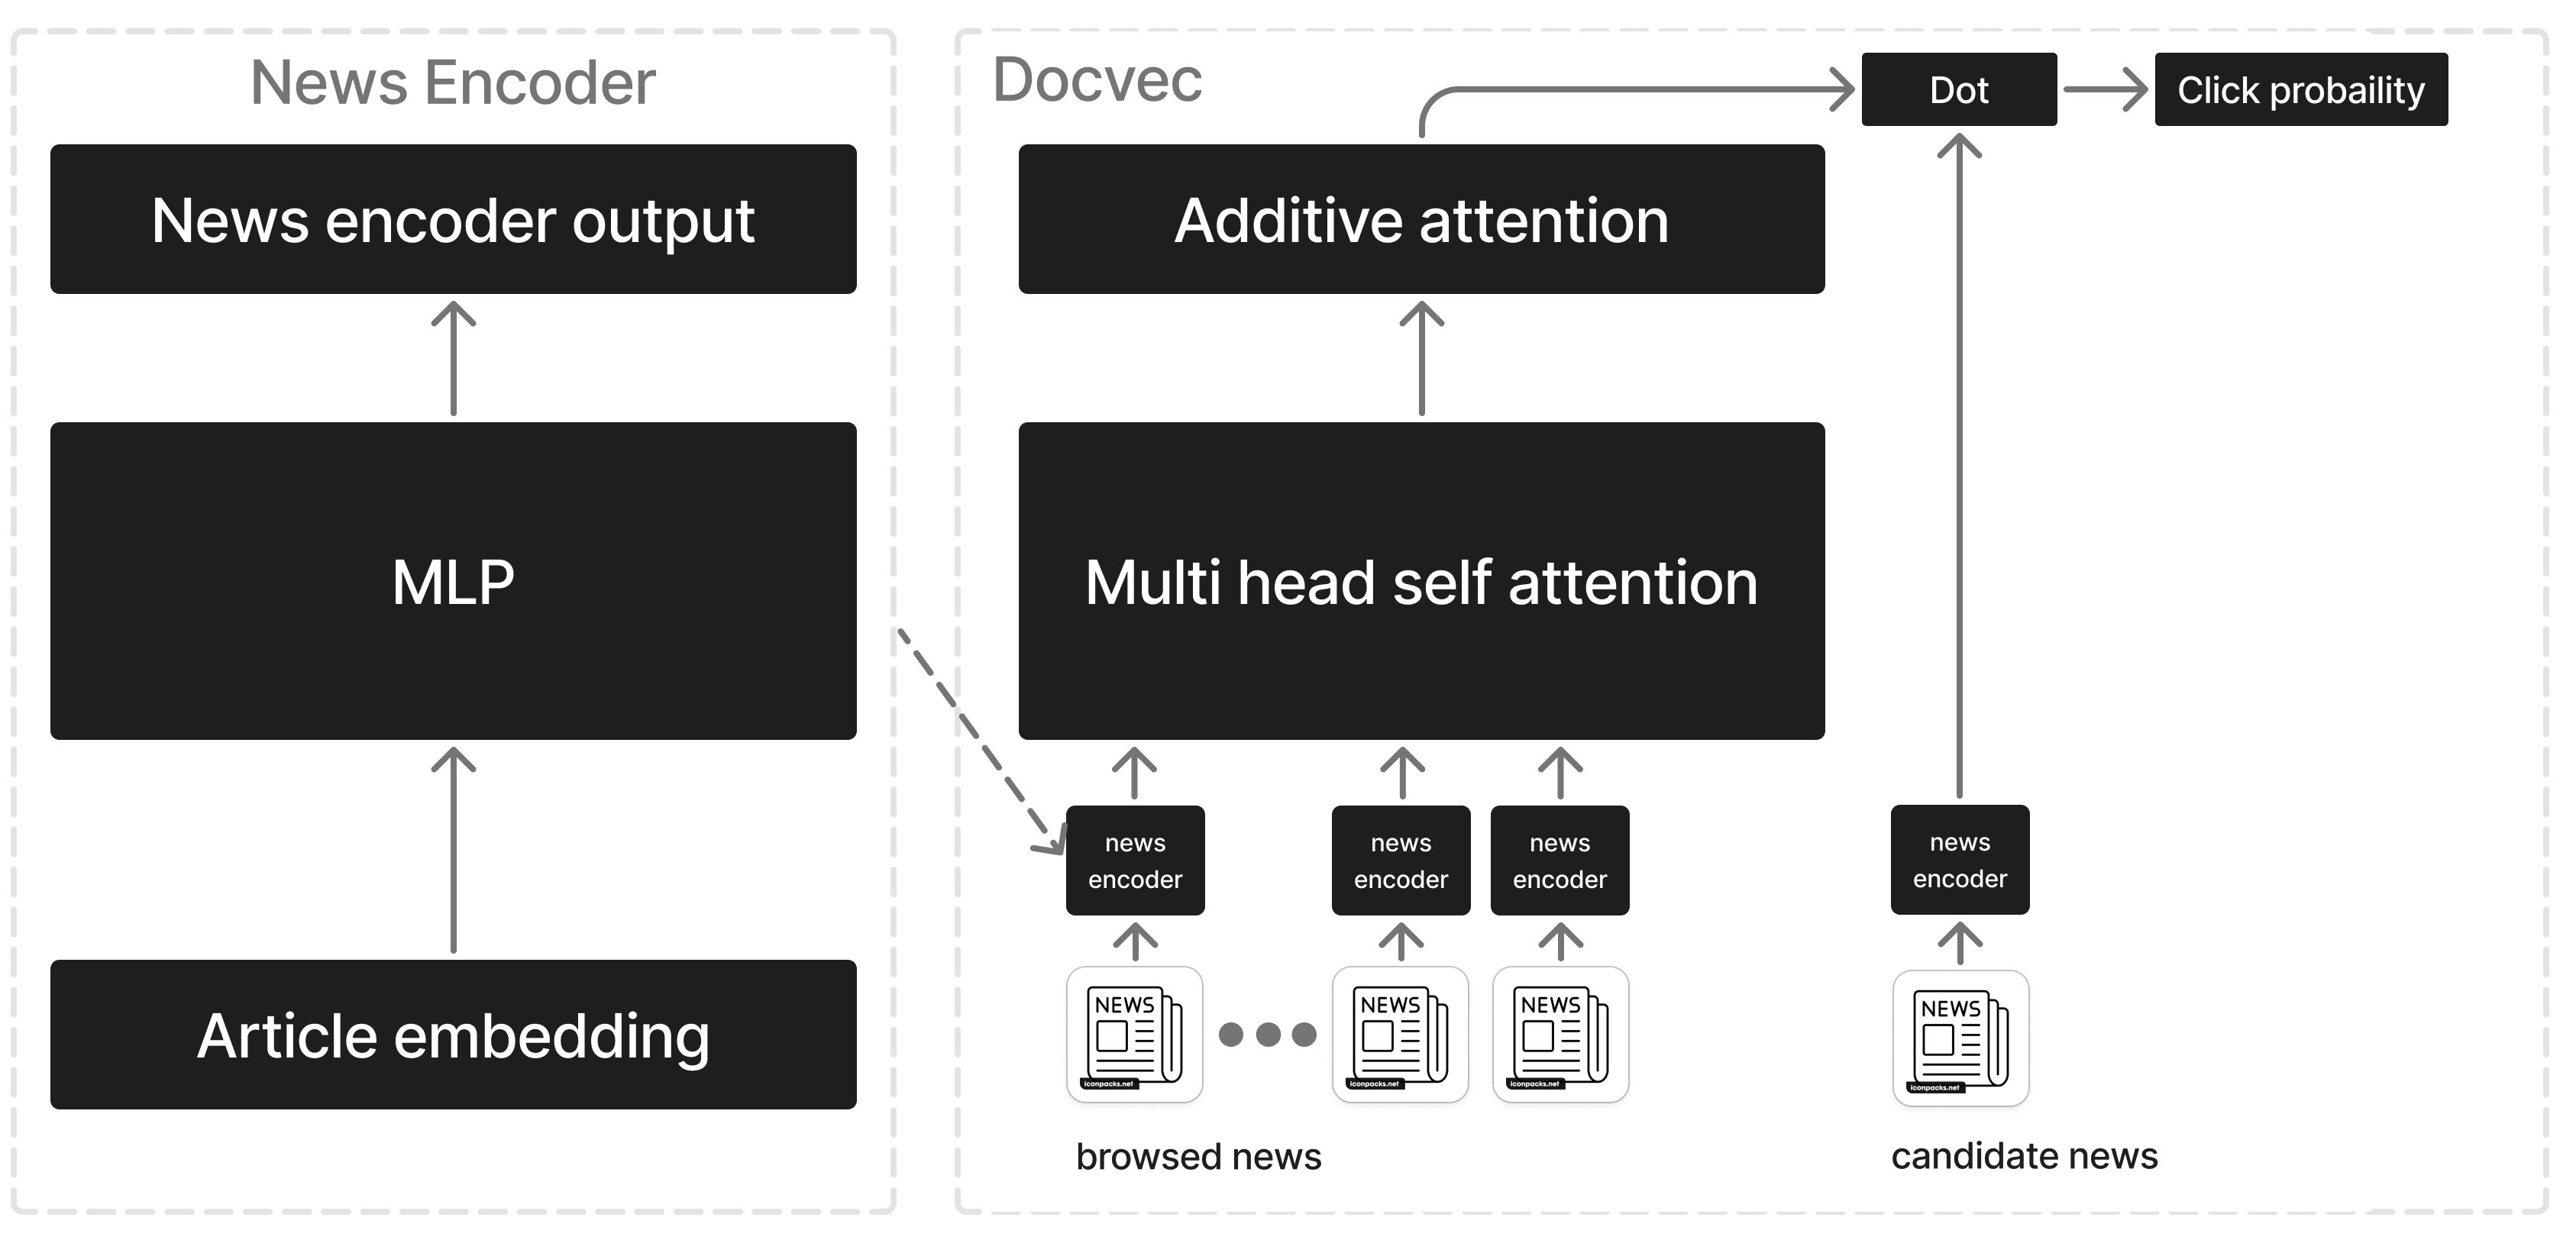 News Encoder
News encoder output
MLP
Article embedding
Docvec
Dot
Click probaility
Additive attention
Multi head self attention
news
encoder
news
encoder
news
encoder
news
encoder
NEWS
iconpacks.net
NEWS
iconpacks.net
NEWS
iconpacks.net
NEWS
iconpacks.net
browsed news
candidate news